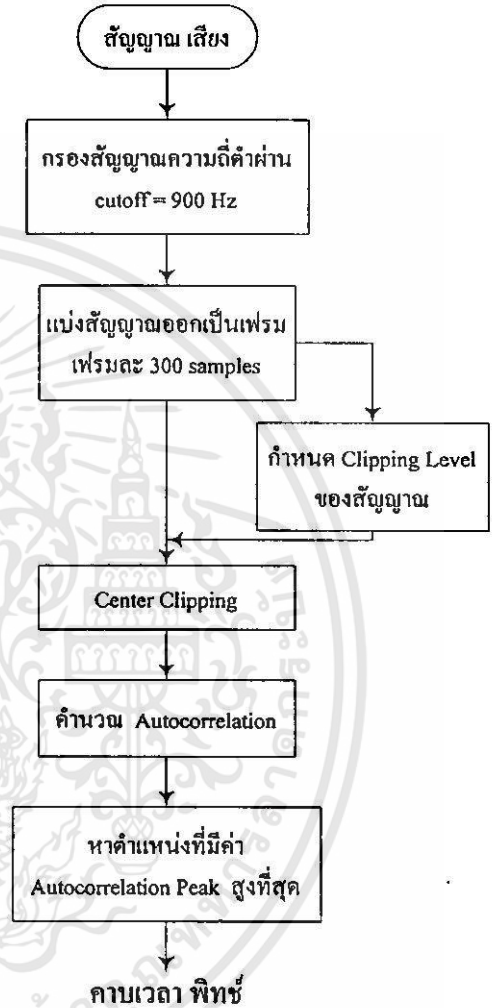 สัญญาณ เสียง
กรองสัญญาณความถี่ต่ำผ่าน
cutoff = 900 Hz
แบ่งสัญญาณออกเป็นเฟรม
เฟรมละ 300 samples
กำหนด Clipping Level
ของสัญญาณ
Center Clipping
คำนวณ Autocorrelation
หาตำแหน่งที่มีค่า
Autocorrelation Peak สูงที่สุด
คาบเวลา พิทช์